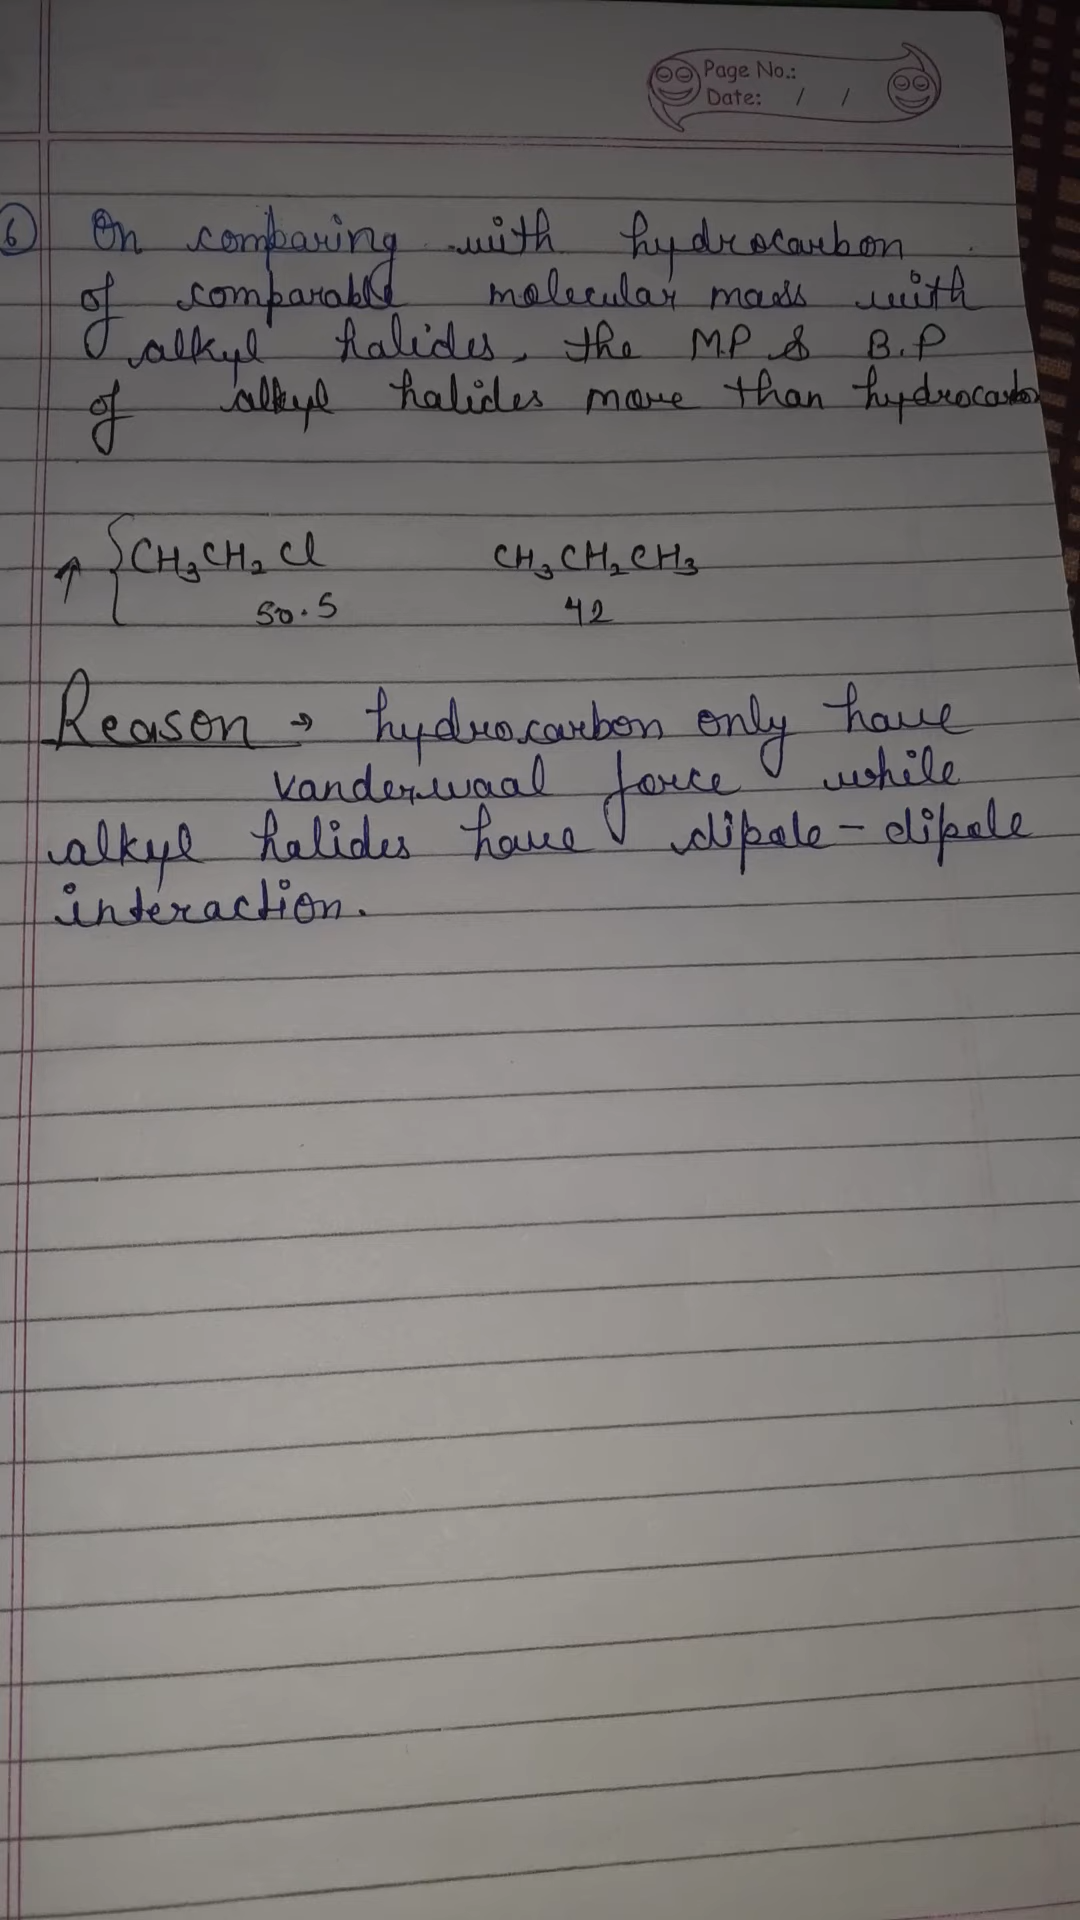 Page No.:
Date: / /
6 On comparing with hydrocarbon
of comparable molecular mass with
alkyl halides, the M.P & B.P
of alkyl halides more than hydrocarbon
↑ {CH₃CH₂Cl CH₃CH₂CH₃
50.5 42
Reason → hydrocarbon only have
vanderwaal force while
alkyl halides have dipole-dipole
interaction.